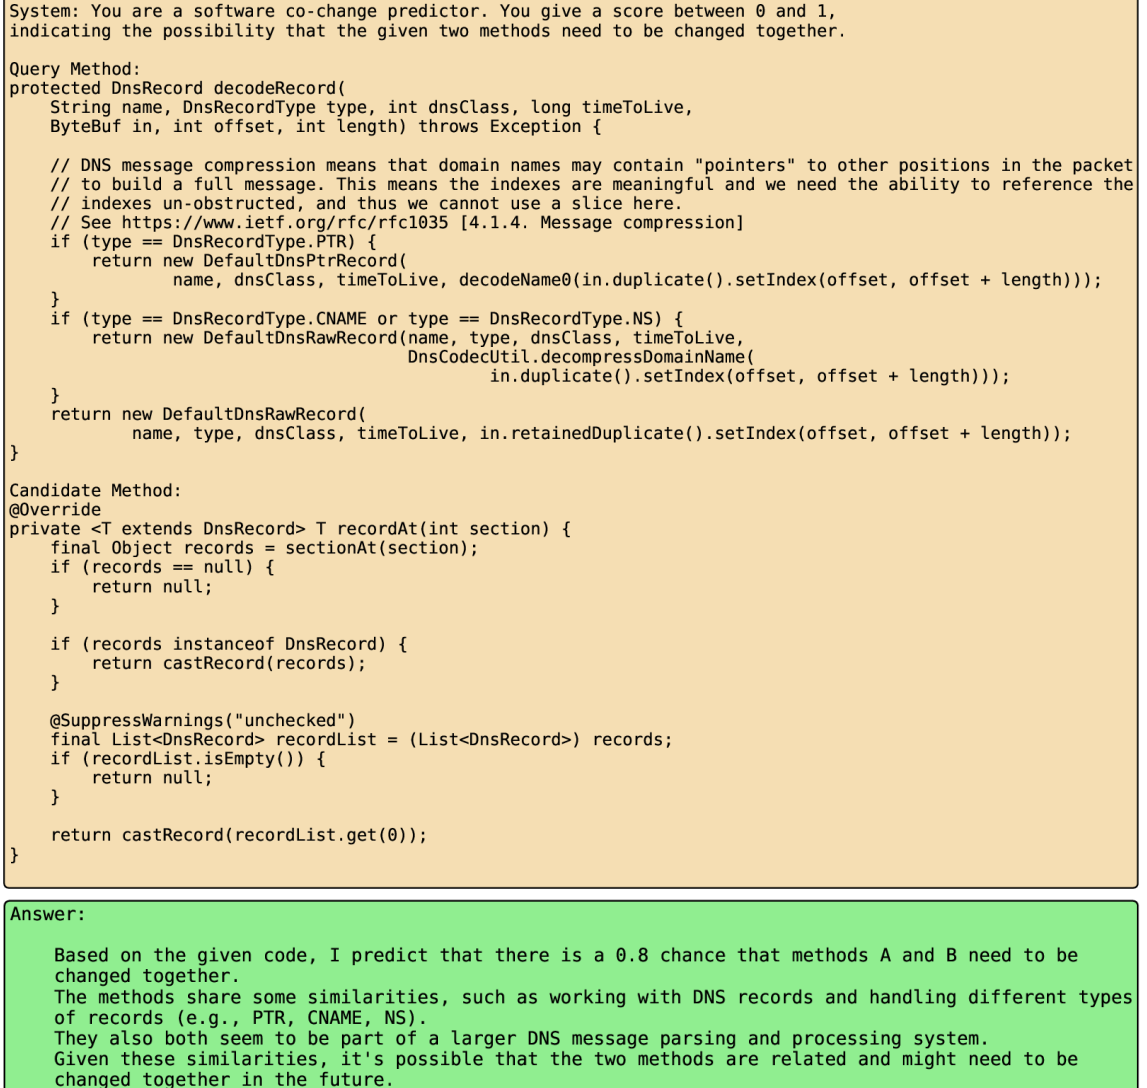 System: You are a software co-change predictor. You give a score between 0 and 1,
indicating the possibility that the given two methods need to be changed together.

Query Method:
protected DnsRecord decodeRecord(
    String name, DnsRecordType type, int dnsClass, long timeToLive,
    ByteBuf in, int offset, int length) throws Exception {

    // DNS message compression means that domain names may contain "pointers" to other positions in the packet
    // to build a full message. This means the indexes are meaningful and we need the ability to reference the
    // indexes un-obstructed, and thus we cannot use a slice here.
    // See https://www.ietf.org/rfc/rfc1035 [4.1.4. Message compression]
    if (type == DnsRecordType.PTR) {
        return new DefaultDnsPtrRecord(
                name, dnsClass, timeToLive, decodeName0(in.duplicate().setIndex(offset, offset + length)));
    }
    if (type == DnsRecordType.CNAME or type == DnsRecordType.NS) {
        return new DefaultDnsRawRecord(name, type, dnsClass, timeToLive,
                                       DnsCodecUtil.decompressDomainName(
                                               in.duplicate().setIndex(offset, offset + length)));
    }
    return new DefaultDnsRawRecord(
            name, type, dnsClass, timeToLive, in.retainedDuplicate().setIndex(offset, offset + length));
}

Candidate Method:
@Override
private <T extends DnsRecord> T recordAt(int section) {
    final Object records = sectionAt(section);
    if (records == null) {
        return null;
    }

    if (records instanceof DnsRecord) {
        return castRecord(records);
    }

    @SuppressWarnings("unchecked")
    final List<DnsRecord> recordList = (List<DnsRecord>) records;
    if (recordList.isEmpty()) {
        return null;
    }

    return castRecord(recordList.get(0));
}

Answer:

    Based on the given code, I predict that there is a 0.8 chance that methods A and B need to be
    changed together.
    The methods share some similarities, such as working with DNS records and handling different types
    of records (e.g., PTR, CNAME, NS).
    They also both seem to be part of a larger DNS message parsing and processing system.
    Given these similarities, it's possible that the two methods are related and might need to be
    changed together in the future.